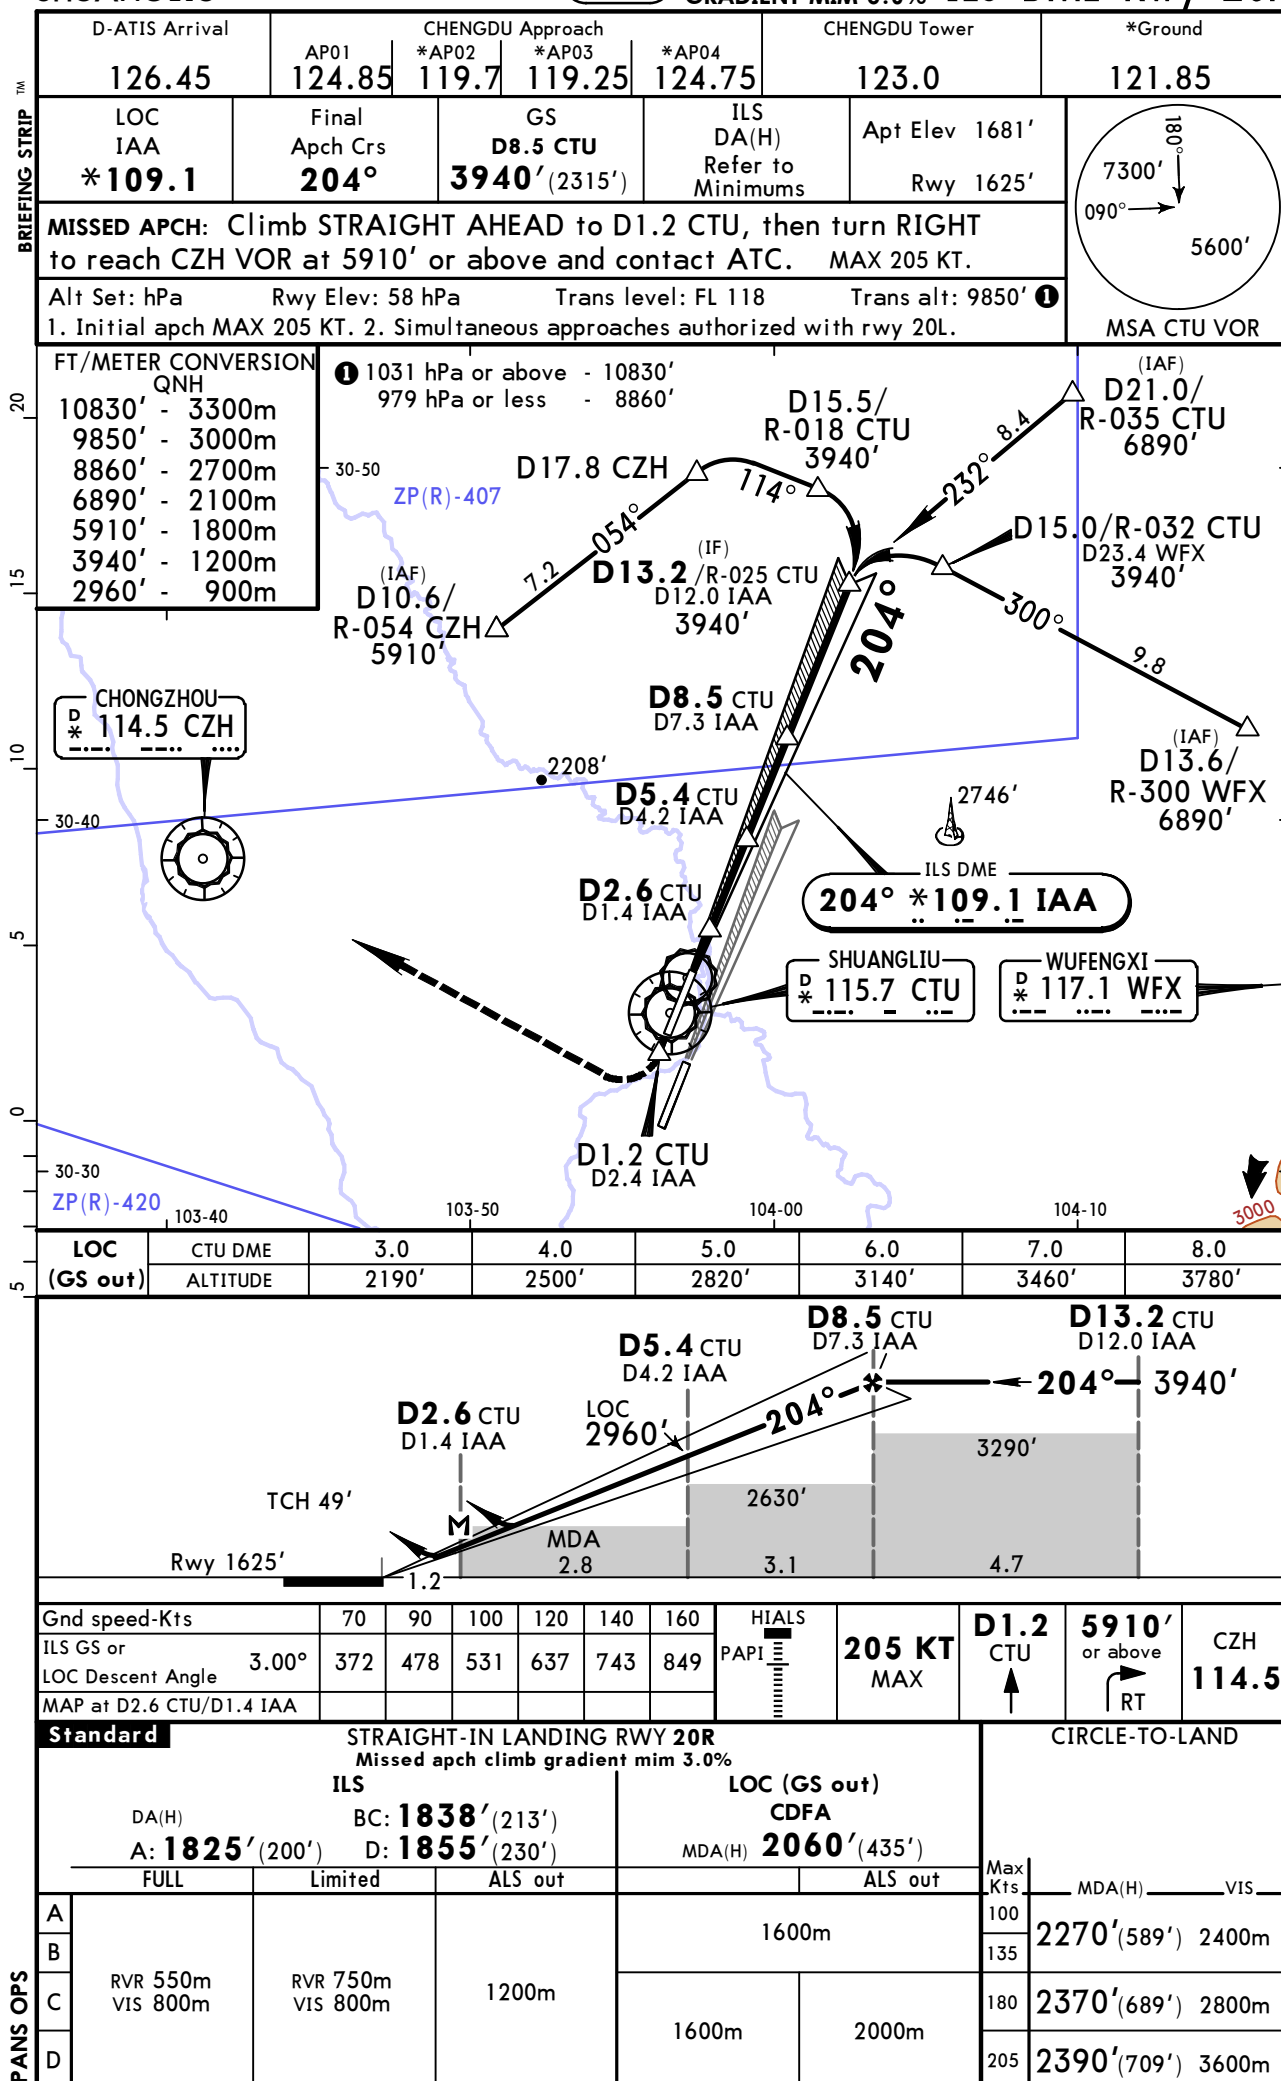 D-ATIS Arrival
126.45
CHENGDU Approach
AP01 *AP02 *AP03 *AP04
124.85 119.7 119.25 124.75
CHENGDU Tower
123.0
*Ground
121.85
BRIEFING STRIP TM
LOC
IAA
*109.1
Final
Apch Crs
204°
GS
D8.5 CTU
3940'(2315')
ILS
DA(H)
Refer to
Minimums
Apt Elev 1681'
Rwy 1625'
180°
7300'
090°
5600'
MSA CTU VOR
MISSED APCH: Climb STRAIGHT AHEAD to D1.2 CTU, then turn RIGHT
to reach CZH VOR at 5910' or above and contact ATC. MAX 205 KT.
Alt Set: hPa Rwy Elev: 58 hPa Trans level: FL 118 Trans alt: 9850' 1
1. Initial apch MAX 205 KT. 2. Simultaneous approaches authorized with rwy 20L.
FT/METER CONVERSION
QNH
10830' - 3300m
9850' - 3000m
8860' - 2700m
6890' - 2100m
5910' - 1800m
3940' - 1200m
2960' - 900m
1 1031 hPa or above - 10830'
979 hPa or less - 8860'
20
15
10
5
0
5
30-50
30-40
30-30
ZP(R)-407
D17.8 CZH
D15.5/
R-018 CTU
3940'
(IAF)
D21.0/
R-035 CTU
6890'
8.4
232°
114°
054°
7.2
(IAF)
D10.6/
R-054 CZH
5910'
(IF)
D13.2/R-025 CTU
D12.0 IAA
3940'
D15.0/R-032 CTU
D23.4 WFX
3940'
204°
300°
9.8
(IAF)
D13.6/
R-300 WFX
6890'
D8.5 CTU
D7.3 IAA
CHONGZHOU
D
* 114.5 CZH
2208'
D5.4 CTU
D4.2 IAA
2746'
ILS DME
204° *109.1 IAA
D2.6 CTU
D1.4 IAA
SHUANGLIU
D
* 115.7 CTU
WUFENGXI
D
* 117.1 WFX
D1.2 CTU
D2.4 IAA
ZP(R)-420
103-40
103-50
104-00
104-10
3000
LOC
(GS out)
CTU DME 3.0 4.0 5.0 6.0 7.0 8.0
ALTITUDE 2190' 2500' 2820' 3140' 3460' 3780'
D8.5 CTU
D7.3 IAA
D13.2 CTU
D12.0 IAA
D5.4 CTU
D4.2 IAA
204°
3940'
D2.6 CTU
D1.4 IAA
LOC
2960'
204°
3290'
TCH 49'
2630'
M
MDA
Rwy 1625'
1.2
2.8
3.1
4.7
Gnd speed-Kts 70 90 100 120 140 160
ILS GS or
LOC Descent Angle 3.00° 372 478 531 637 743 849
MAP at D2.6 CTU/D1.4 IAA
HIALS
PAPI
205 KT
MAX
D1.2
CTU
5910'
or above
RT
CZH
114.5
Standard
STRAIGHT-IN LANDING RWY 20R
Missed apch climb gradient mim 3.0%
ILS
DA(H)
BC: 1838'(213')
A: 1825'(200') D: 1855'(230')
LOC (GS out)
CDFA
MDA(H) 2060'(435')
CIRCLE-TO-LAND
FULL Limited ALS out
ALS out
Max
Kts MDA(H) VIS
PANS OPS
A
B
C
D
RVR 550m
VIS 800m
RVR 750m
VIS 800m
1200m
1600m
1600m
2000m
100
135
2270'(589') 2400m
180 2370'(689') 2800m
205 2390'(709') 3600m